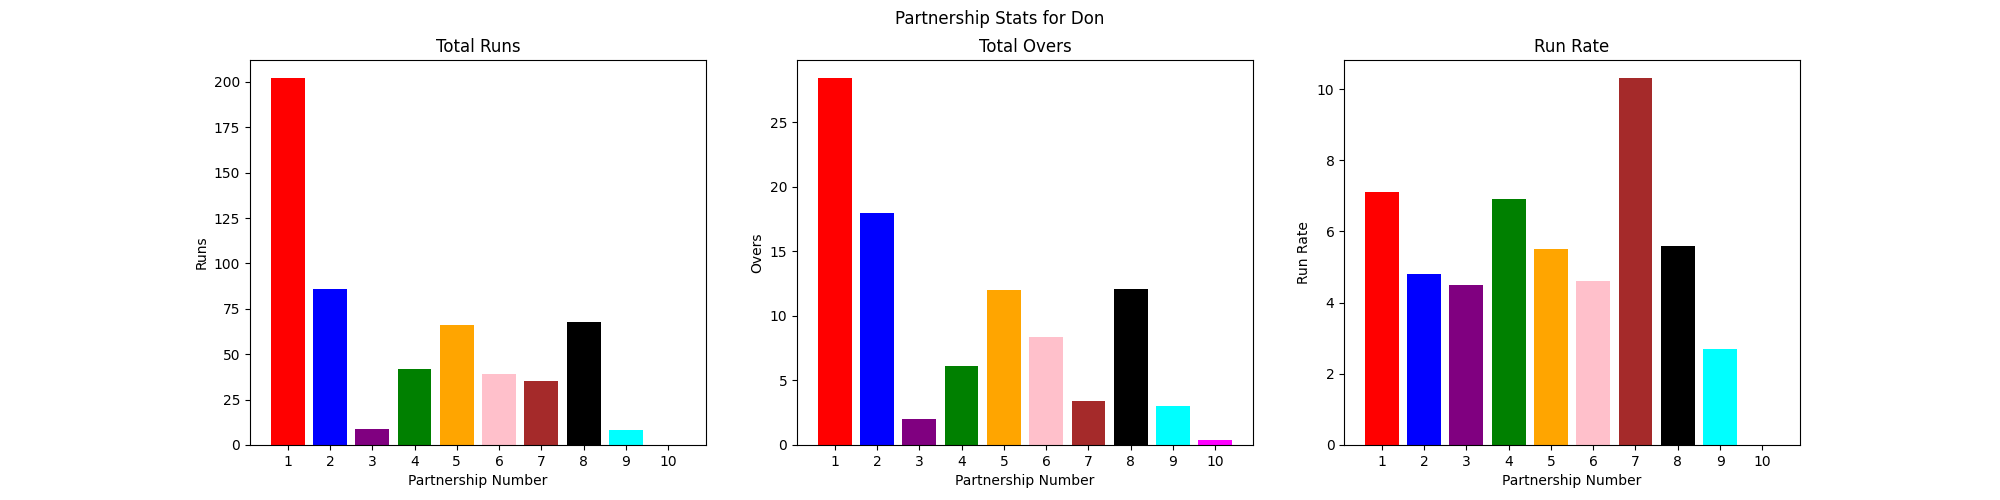 Partnership Stats for Don
Total Runs
200
175
150
125
100
75
50
25
0
Runs
1 2 3 4 5 6 7 8 9 10
Partnership Number
Total Overs
25
20
15
10
5
0
Overs
1 2 3 4 5 6 7 8 9 10
Partnership Number
Run Rate
10
8
6
4
2
0
Run Rate
1 2 3 4 5 6 7 8 9 10
Partnership Number